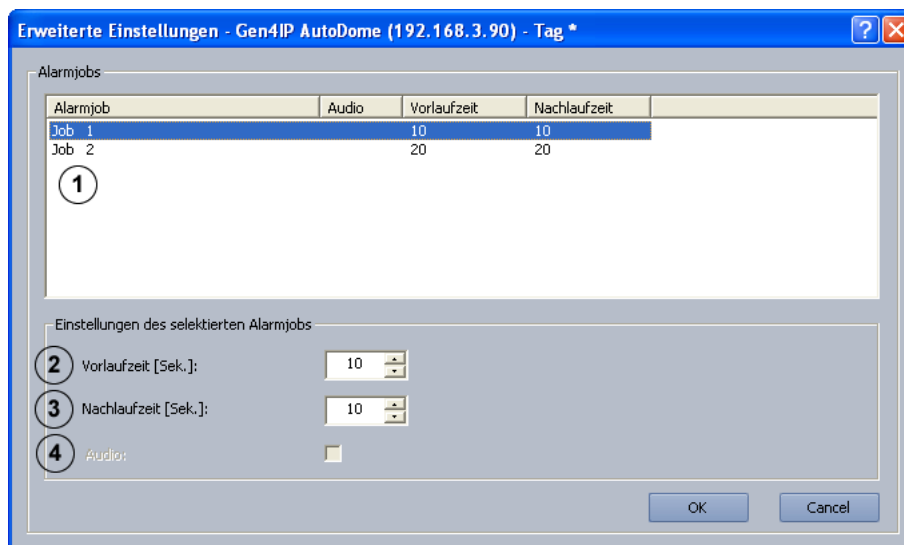 Erweiterte Einstellungen - Gen4IP AutoDome (192.168.3.90) - Tag *
Alarmjobs
Alarmjob Audio Vorlaufzeit Nachlaufzeit
Job 1 10 10
Job 2 20 20
1
Einstellungen des selektierten Alarmjobs
2 Vorlaufzeit [Sek.]: 10
3 Nachlaufzeit [Sek.]: 10
4 Audio:
OK Cancel